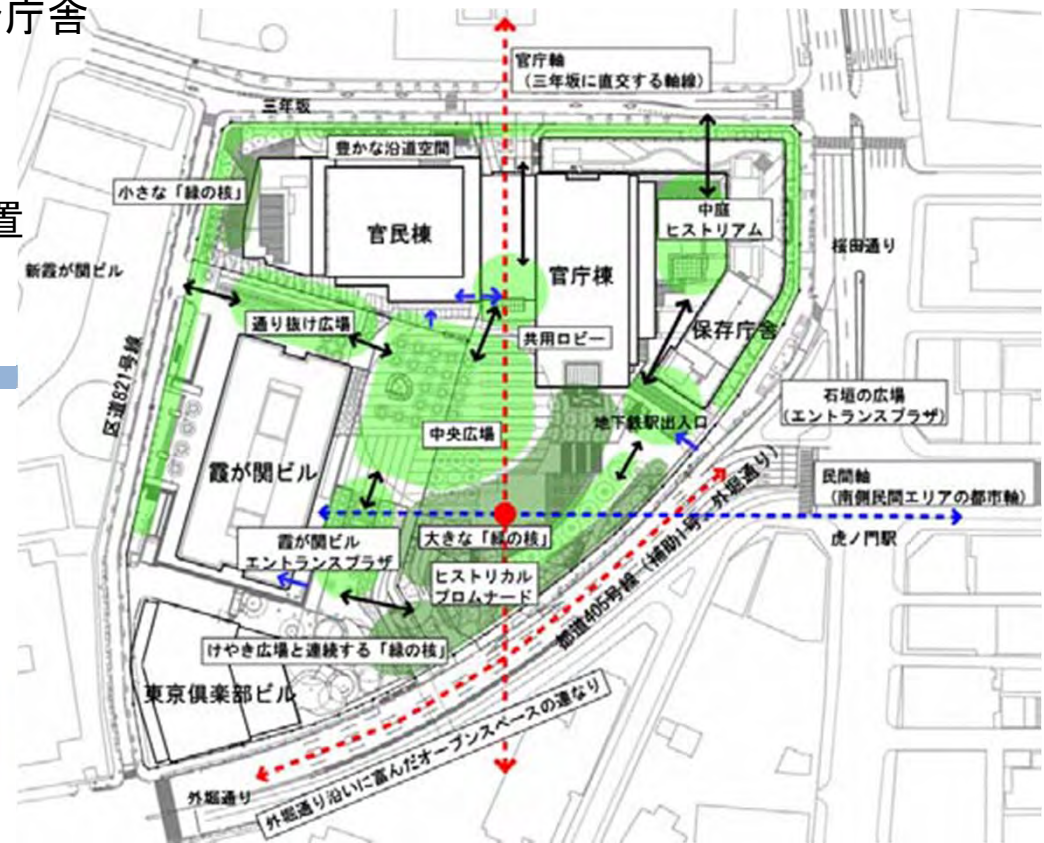 庁舎
置
官庁軸
（三年坂に直交する軸線）
三年坂
豊かな沿道空間
小さな「緑の核」
中庭
ヒストリアム
官民棟
官庁棟
桜田通り
新霞が関ビル
通り抜け広場
共用ロビー
保存庁舎
区道821号線
石垣の広場
（エントランスプラザ）
地下鉄駅出入口
中央広場
霞が関ビル
民間軸
（南側民間エリアの都市軸）
大きな「緑の核」
虎ノ門駅
霞が関ビル
エントランスプラザ
ヒストリカル
プロムナード
都道405号線（補助1号、外堀通り）
けやき広場と連続する「緑の核」
東京倶楽部ビル
外堀通り沿いに富んだオープンスペースの連なり
外堀通り